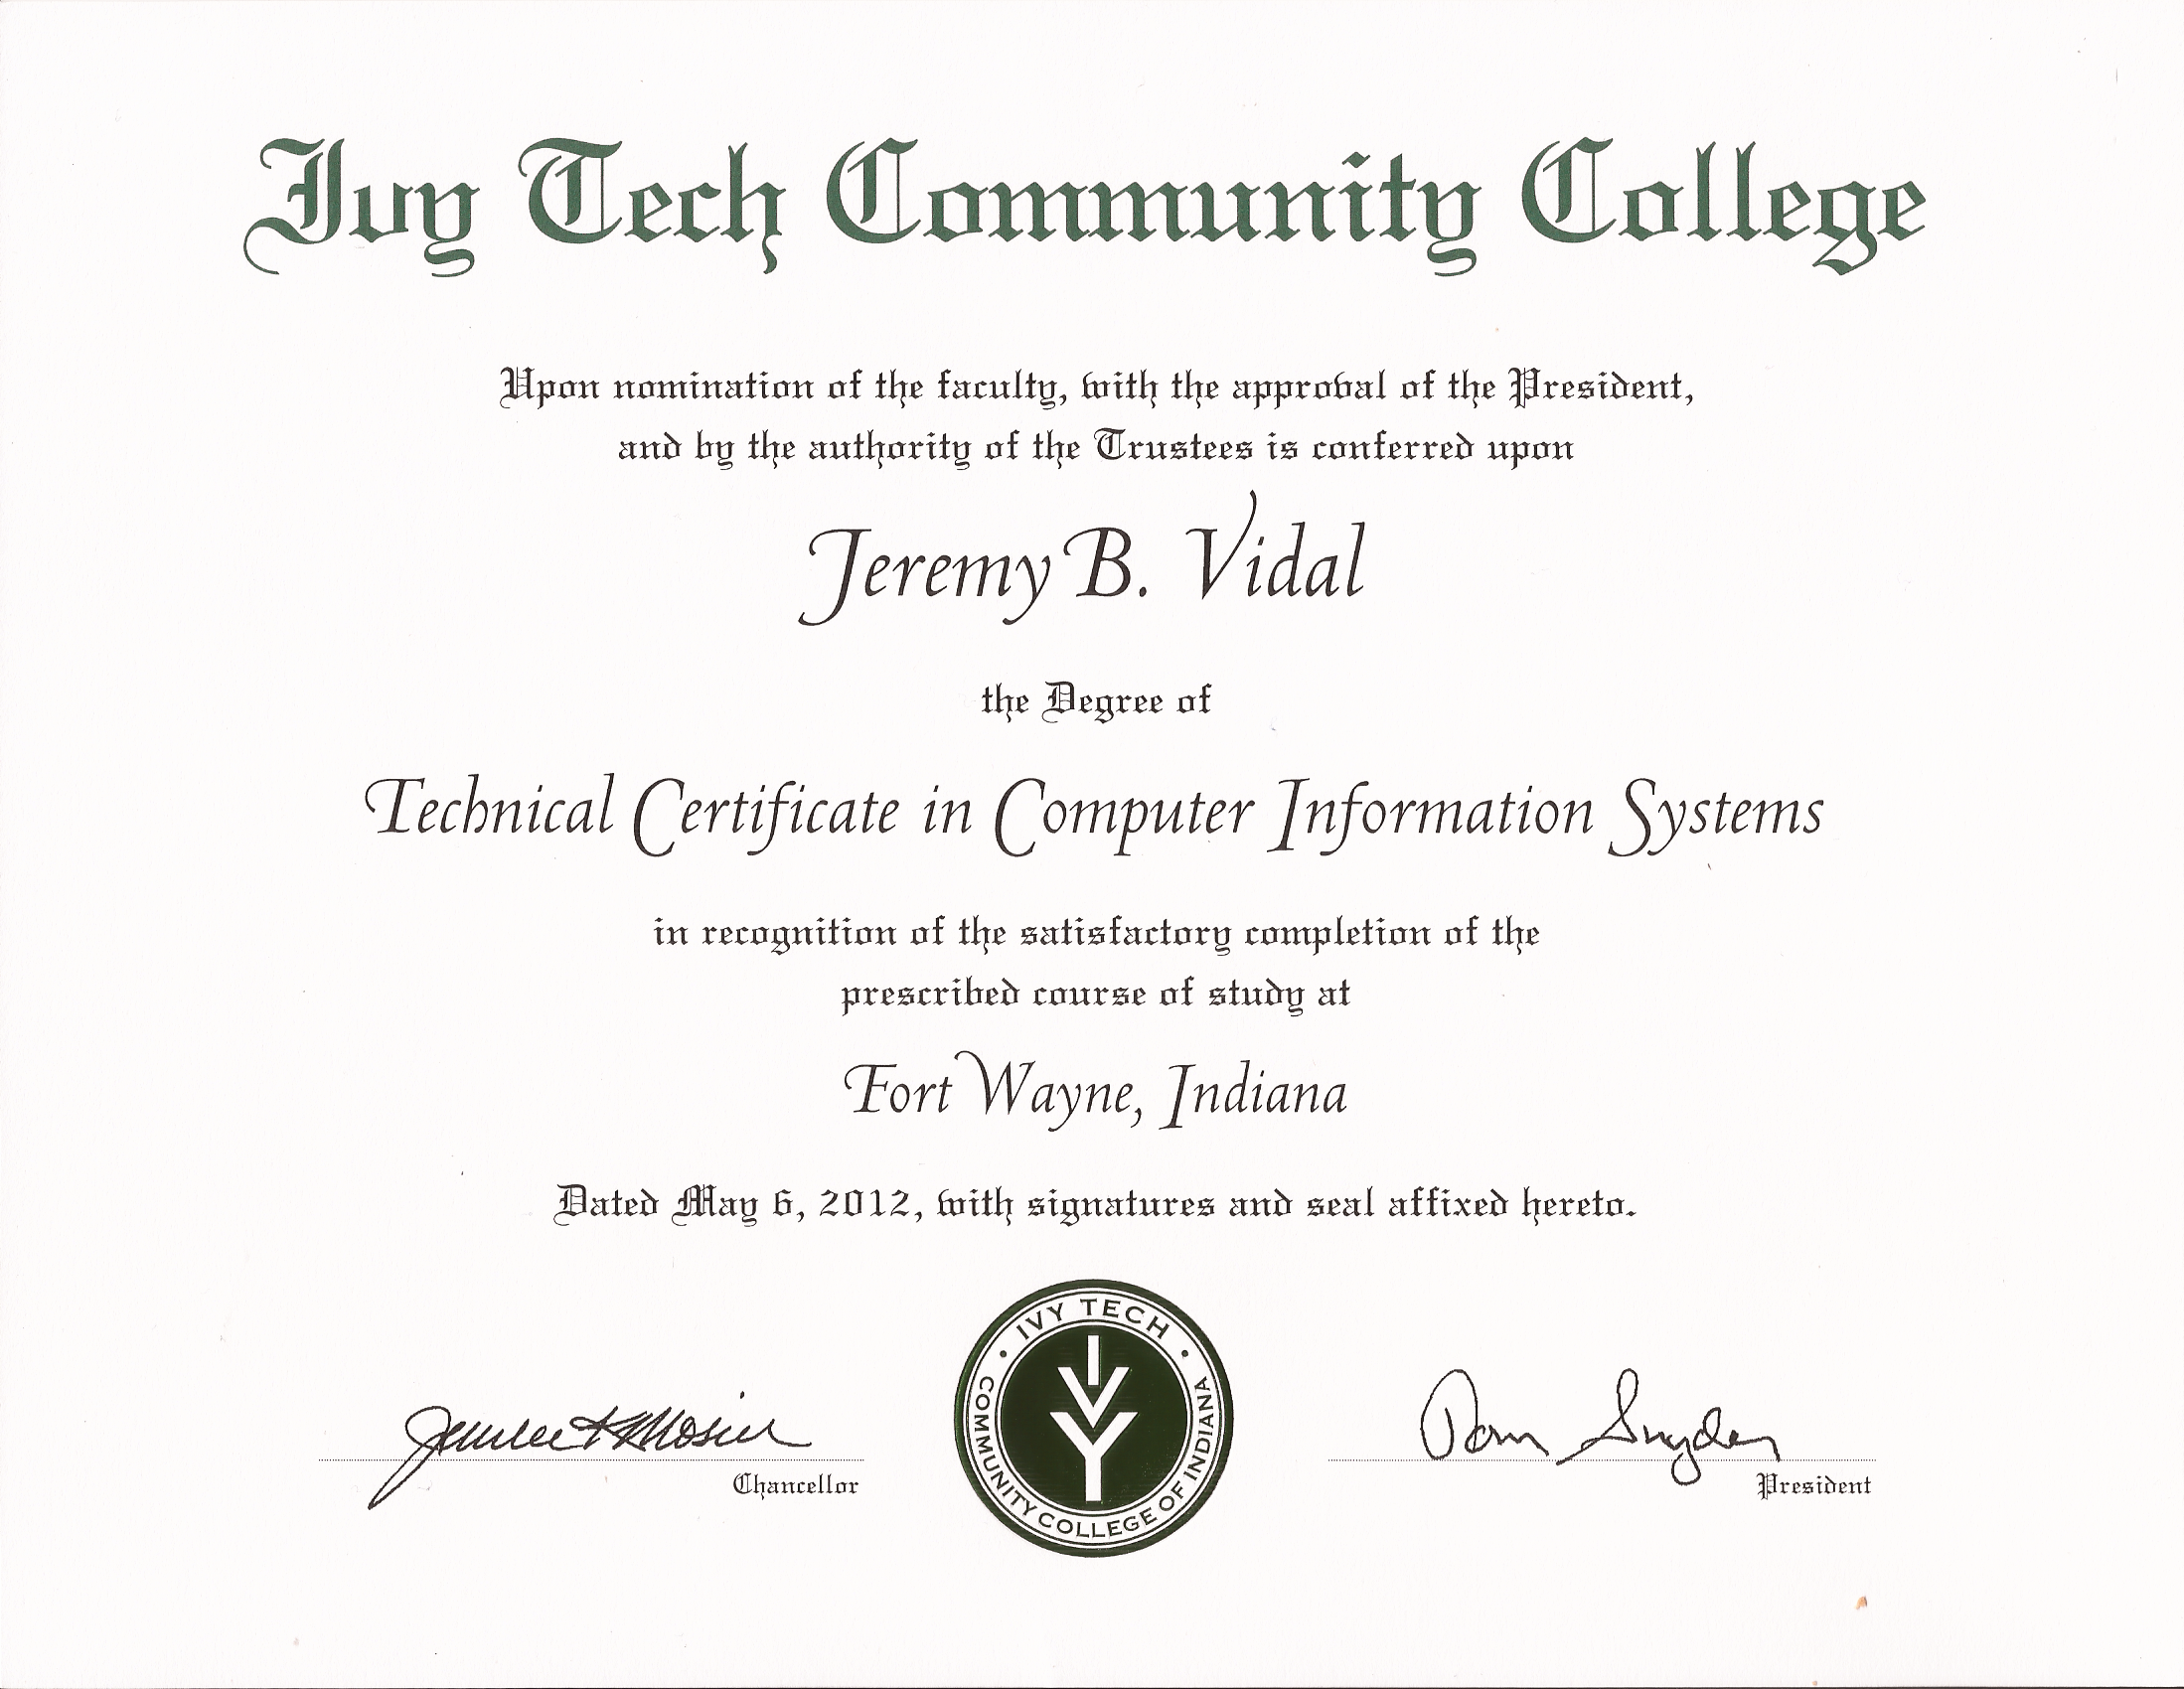 Ivy Tech Community College
Upon nomination of the faculty, with the approval of the President,
and by the authority of the Trustees is conferred upon
Jeremy B. Vidal
the Degree of
Technical Certificate in Computer Information Systems
in recognition of the satisfactory completion of the
prescribed course of study at
Fort Wayne, Indiana
Dated May 6, 2012, with signatures and seal affixed hereto.
IVY TECH
IVY
COMMUNITY COLLEGE OF INDIANA
Tom Snyder
Chancellor
President